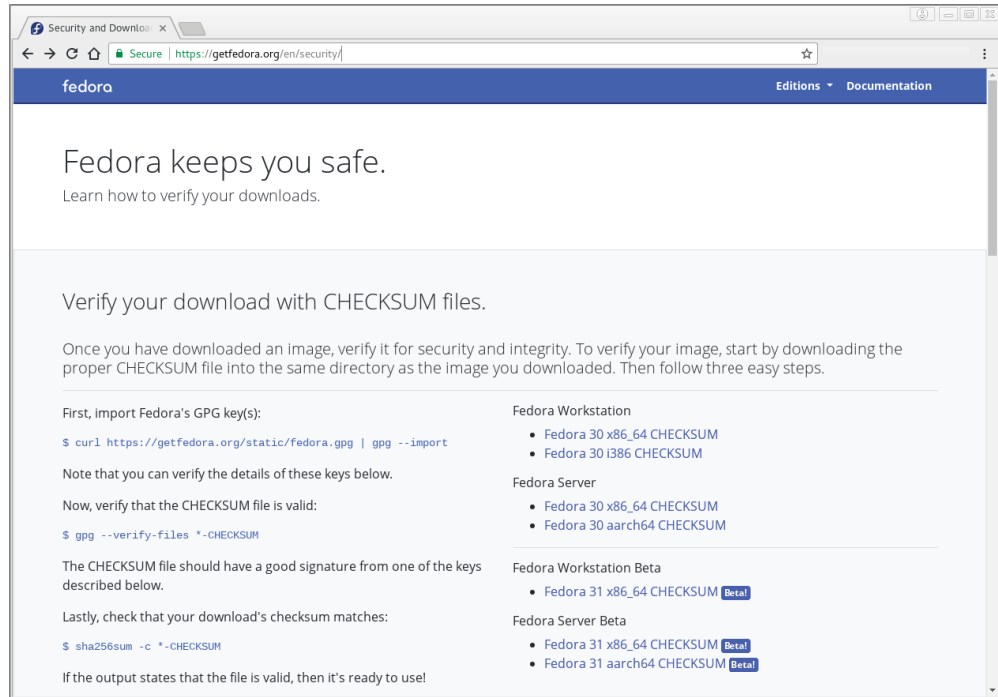 Security and Downloa
Secure | https://getfedora.org/en/security/
fedora
Editions
Documentation
Fedora keeps you safe.
Learn how to verify your downloads.
Verify your download with CHECKSUM files.
Once you have downloaded an image, verify it for security and integrity. To verify your image, start by downloading the
proper CHECKSUM file into the same directory as the image you downloaded. Then follow three easy steps.
First, import Fedora's GPG key(s):
$ curl https://getfedora.org/static/fedora.gpg | gpg --import
Note that you can verify the details of these keys below.
Now, verify that the CHECKSUM file is valid:
$ gpg --verify-files *-CHECKSUM
The CHECKSUM file should have a good signature from one of the keys
described below.
Lastly, check that your download's checksum matches:
$ sha256sum -c *-CHECKSUM
If the output states that the file is valid, then it's ready to use!
Fedora Workstation
Fedora 30 x86_64 CHECKSUM
Fedora 30 i386 CHECKSUM
Fedora Server
Fedora 30 x86_64 CHECKSUM
Fedora 30 aarch64 CHECKSUM
Fedora Workstation Beta
Fedora 31 x86_64 CHECKSUM Beta!
Fedora Server Beta
Fedora 31 x86_64 CHECKSUM Beta!
Fedora 31 aarch64 CHECKSUM Beta!